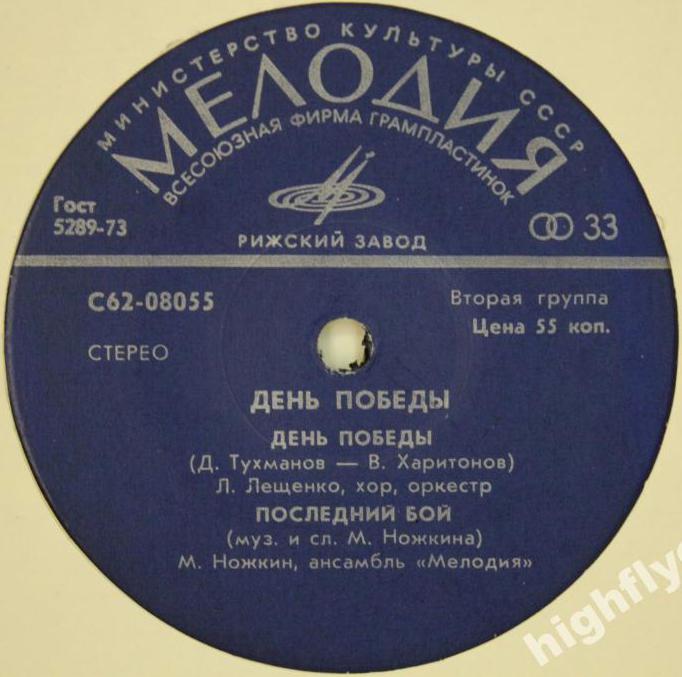 МИНИСТЕРСТВО КУЛЬТУРЫ СССР
МЕЛОДИЯ
ВСЕСОЮЗНАЯ ФИРМА ГРАМПЛАСТИНОК
Гост
5289-73
РИЖСКИЙ ЗАВОД
33
С62-08055
Вторая группа
Цена 55 коп.
СТЕРЕО
ДЕНЬ ПОБЕДЫ
ДЕНЬ ПОБЕДЫ
(Д. Тухманов — В. Харитонов)
Л. Лещенко, хор, оркестр
ПОСЛЕДНИЙ БОЙ
(муз. и сл. М. Ножкина)
М. Ножкин, ансамбль «Мелодия»